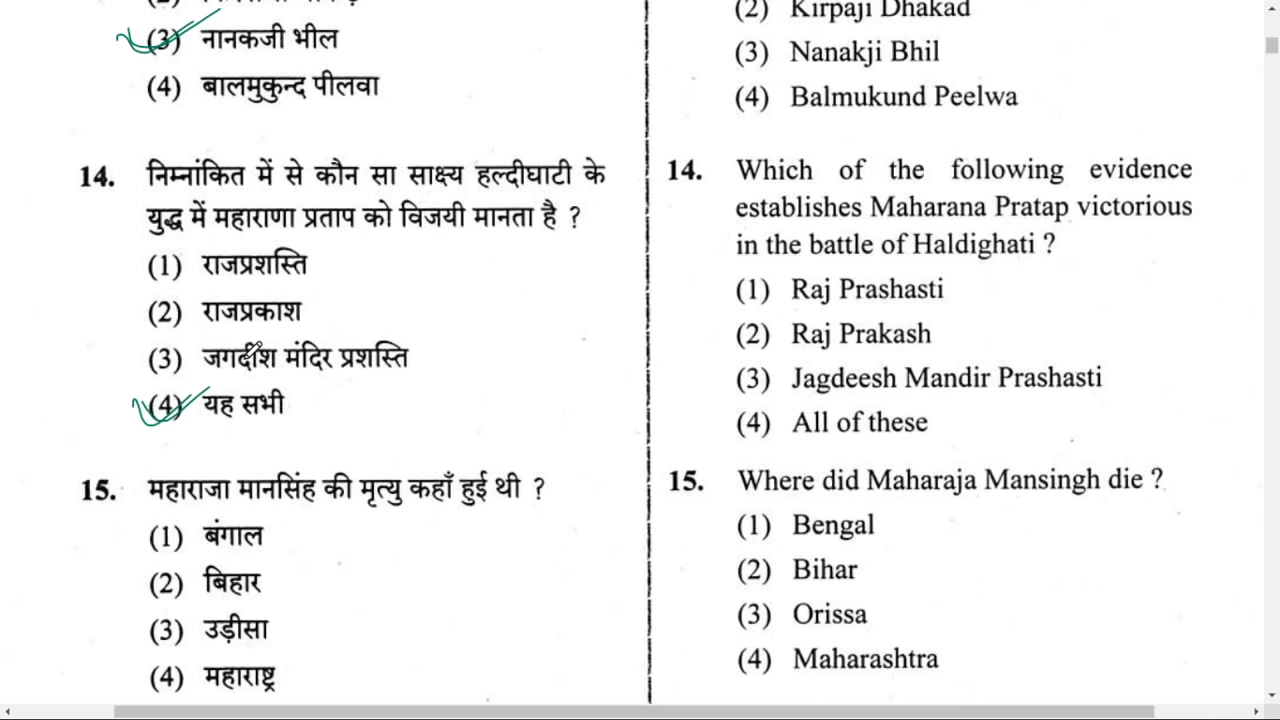 (3) नानकजी भील
(4) बालमुकुन्द पीलवा
14. निम्नांकित में से कौन सा साक्ष्य हल्दीघाटी के
युद्ध में महाराणा प्रताप को विजयी मानता है ?
(1) राजप्रशस्ति
(2) राजप्रकाश
(3) जगदीश मंदिर प्रशस्ति
(4) यह सभी
15. महाराजा मानसिंह की मृत्यु कहाँ हुई थी ?
(1) बंगाल
(2) बिहार
(3) उड़ीसा
(4) महाराष्ट्र
(2) Kirpaji Dhakad
(3) Nanakji Bhil
(4) Balmukund Peelwa
14. Which of the following evidence
establishes Maharana Pratap victorious
in the battle of Haldighati ?
(1) Raj Prashasti
(2) Raj Prakash
(3) Jagdeesh Mandir Prashasti
(4) All of these
15. Where did Maharaja Mansingh die ?
(1) Bengal
(2) Bihar
(3) Orissa
(4) Maharashtra